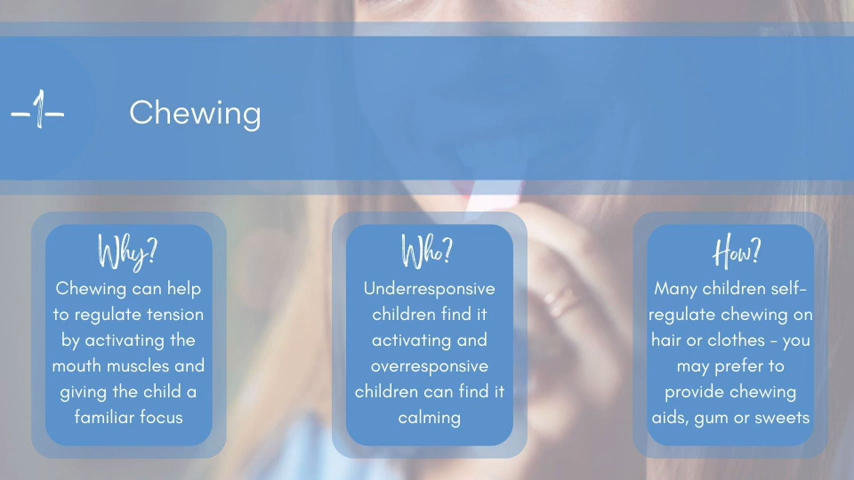 -1-
Chewing
Why?
Chewing can help
to regulate tension
by activating the
mouth muscles and
giving the child a
familiar focus
Who?
Underresponsive
children find it
activating and
overresponsive
children can find it
calming
How?
Many children self-
regulate chewing on
hair or clothes - you
may prefer to
provide chewing
aids, gum or sweets